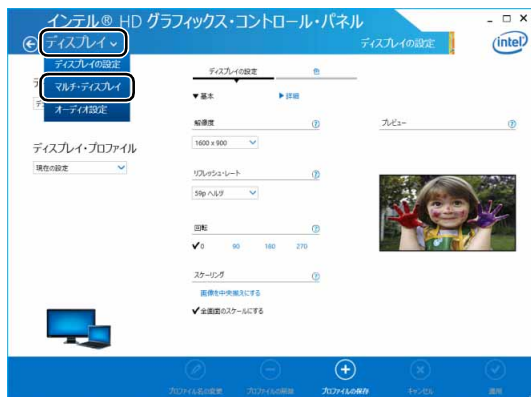 インテル® HD グラフィックス・コントロール・パネル
ディスプレイ
ディスプレイの設定
intel
ディスプレイの設定
マルチ・ディスプレイ
オーディオ設定
ディスプレイ・プロファイル
現在の設定
ディスプレイの設定
色
▼基本
▶詳細
解像度
?
1600 x 900
リフレッシュ・レート
?
59p ヘルツ
回転
?
✓0 90 180 270
スケーリング
?
画像を中央揃えにする
✓全画面のスケールにする
プレビュー
?
プロファイル名の変更
プロファイルの削除
プロファイルの保存
キャンセル
適用